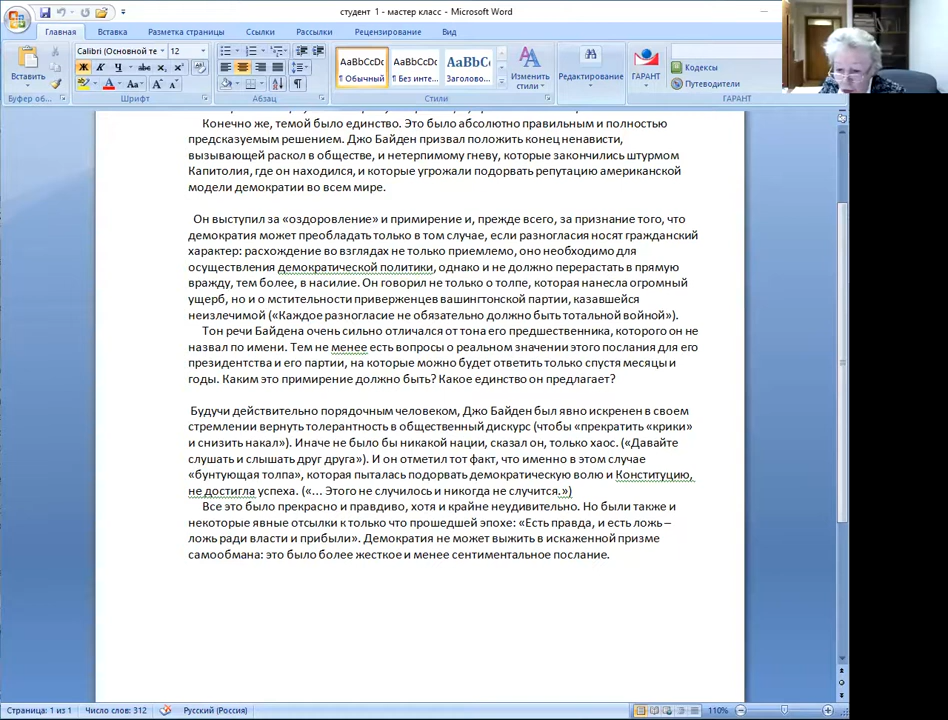 студент 1 - мастер класс - Microsoft Word
Главная Вставка Разметка страницы Ссылки Рассылки Рецензирование Вид
Calibri (Основной те 12
Вставить
Ж К Ч abc x₂ x² Aa A A
АаВbСсDс АаВbСсDс АаВbС
¶ Обычный ¶ Без инте... Заголово...
Изменить стили
Редактирование
ГАРАНТ
Кодексы
Путеводители
Буфер об... Шрифт Абзац Стили ГАРАНТ
Конечно же, темой было единство. Это было абсолютно правильным и полностью
предсказуемым решением. Джо Байден призвал положить конец ненависти,
вызывающей раскол в обществе, и нетерпимому гневу, которые закончились штурмом
Капитолия, где он находился, и которые угрожали подорвать репутацию американской
модели демократии во всем мире.
Он выступил за «оздоровление» и примирение и, прежде всего, за признание того, что
демократия может преобладать только в том случае, если разногласия носят гражданский
характер: расхождение во взглядах не только приемлемо, оно необходимо для
осуществления демократической политики, однако и не должно перерастать в прямую
вражду, тем более, в насилие. Он говорил не только о толпе, которая нанесла огромный
ущерб, но и о мстительности приверженцев вашингтонской партии, казавшейся
неизлечимой («Каждое разногласие не обязательно должно быть тотальной войной»).
Тон речи Байдена очень сильно отличался от тона его предшественника, которого он не
назвал по имени. Тем не менее есть вопросы о реальном значении этого послания для его
президентства и его партии, на которые можно будет ответить только спустя месяцы и
годы. Каким это примирение должно быть? Какое единство он предлагает?
Будучи действительно порядочным человеком, Джо Байден был явно искренен в своем
стремлении вернуть толерантность в общественный дискурс (чтобы «прекратить «крики»
и снизить накал»). Иначе не было бы никакой нации, сказал он, только хаос. («Давайте
слушать и слышать друг друга»). И он отметил тот факт, что именно в этом случае
«бунтующая толпа», которая пыталась подорвать демократическую волю и Конституцию,
не достигла успеха. («... Этого не случилось и никогда не случится.»)
Все это было прекрасно и правдиво, хотя и крайне неудивительно. Но были также и
некоторые явные отсылки к только что прошедшей эпохе: «Есть правда, и есть ложь –
ложь ради власти и прибыли». Демократия не может выжить в искаженной призме
самообмана: это было более жесткое и менее сентиментальное послание.
Страница: 1 из 1 Число слов: 312 Русский (Россия) 110%